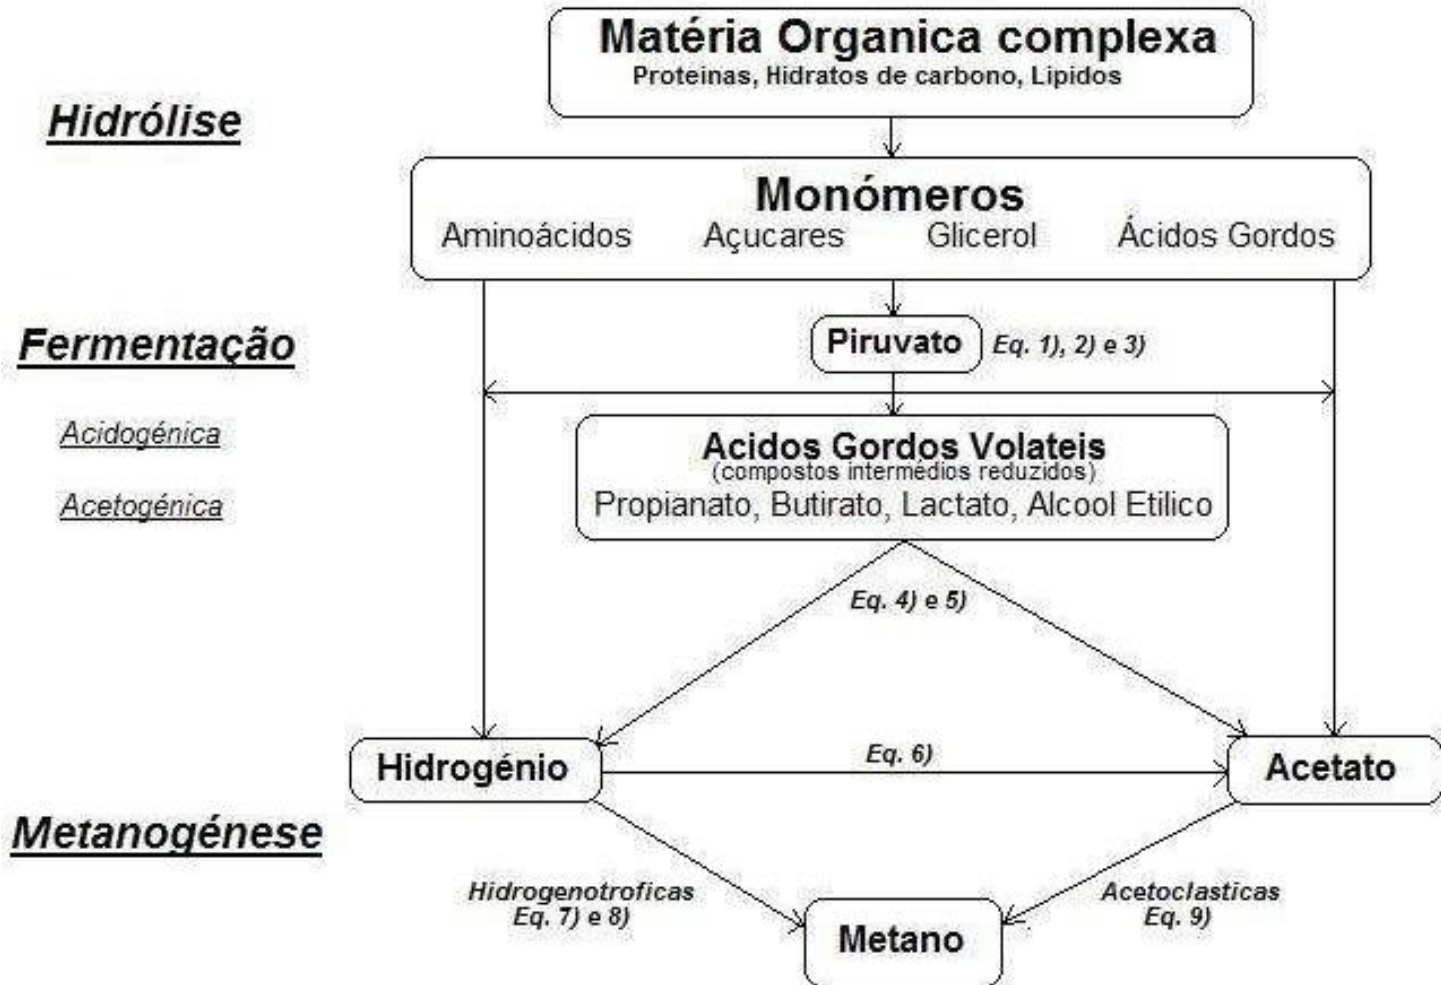 Matéria Organica complexa
Proteinas, Hidratos de carbono, Lipidos
Hidrólise
Monómeros
Aminoácidos Açucares Glicerol Ácidos Gordos
Fermentação
Piruvato Eq. 1), 2) e 3)
Acidogénica
Acidos Gordos Volateis
(compostos intermédios reduzidos)
Acetogénica
Propianato, Butirato, Lactato, Alcool Etilico
Eq. 4) e 5)
Hidrogénio
Eq. 6)
Acetato
Metanogénese
Hidrogenotroficas
Eq. 7) e 8)
Acetoclasticas
Eq. 9)
Metano